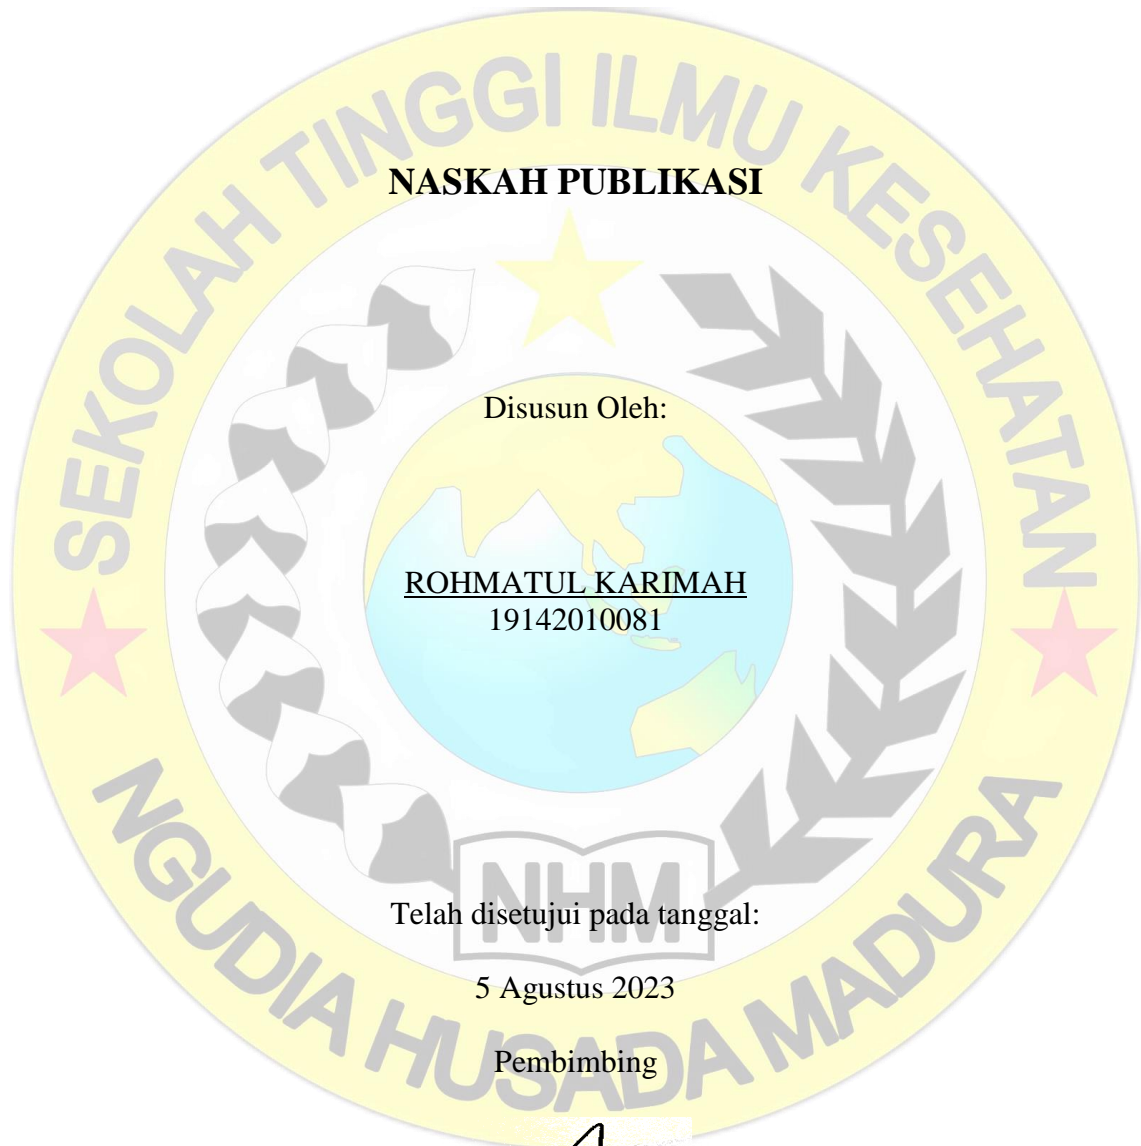 SEKOLAH TINGGI ILMU KESEHATAN
NASKAH PUBLIKASI
Disusun Oleh:
ROHMATUL KARIMAH
19142010081
NHM
Telah disetujui pada tanggal:
5 Agustus 2023
Pembimbing
NGUDIA HUSADA MADURA